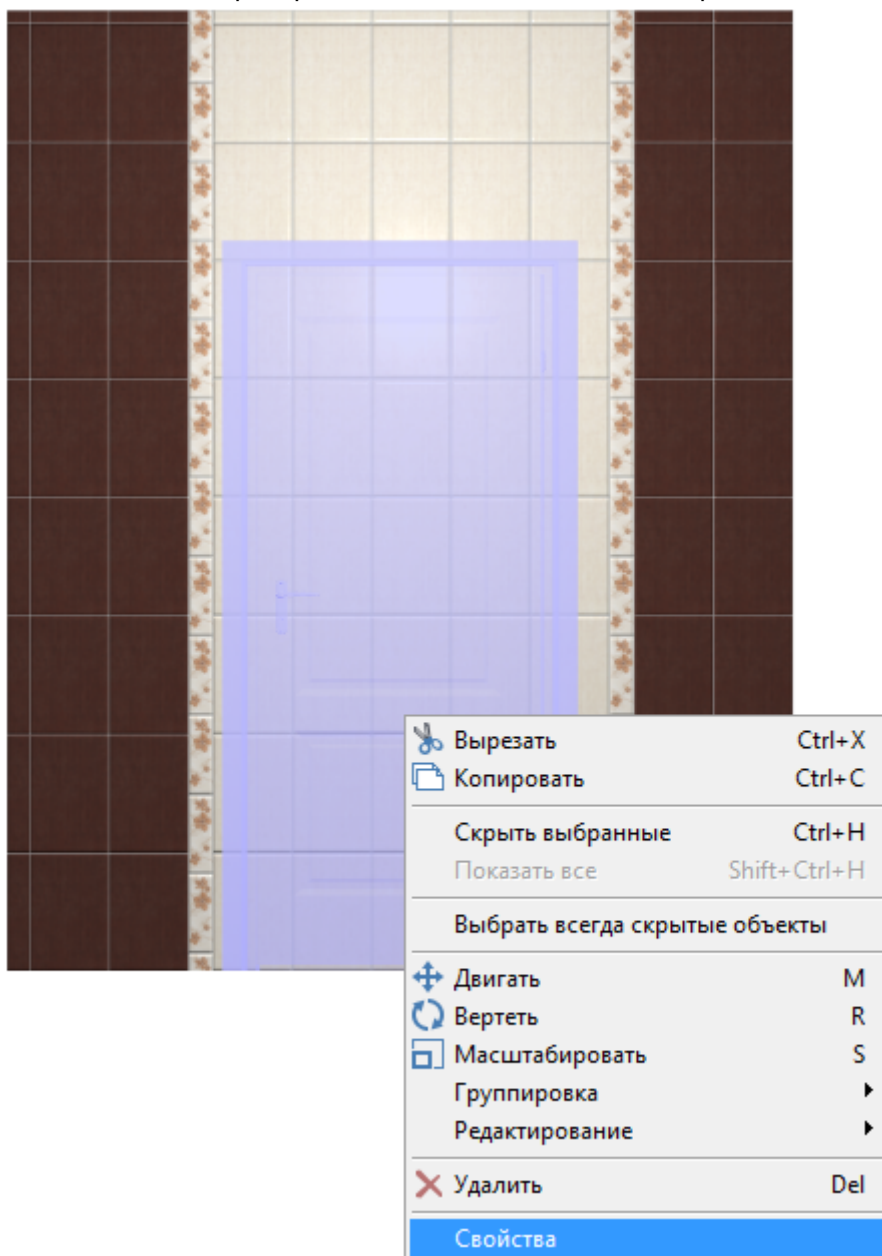 Вырезать Ctrl+X
Копировать Ctrl+C
Скрыть выбранные Ctrl+H
Показать все Shift+Ctrl+H
Выбрать всегда скрытые объекты
Двигать M
Вертеть R
Масштабировать S
Группировка
Редактирование
Удалить Del
Свойства